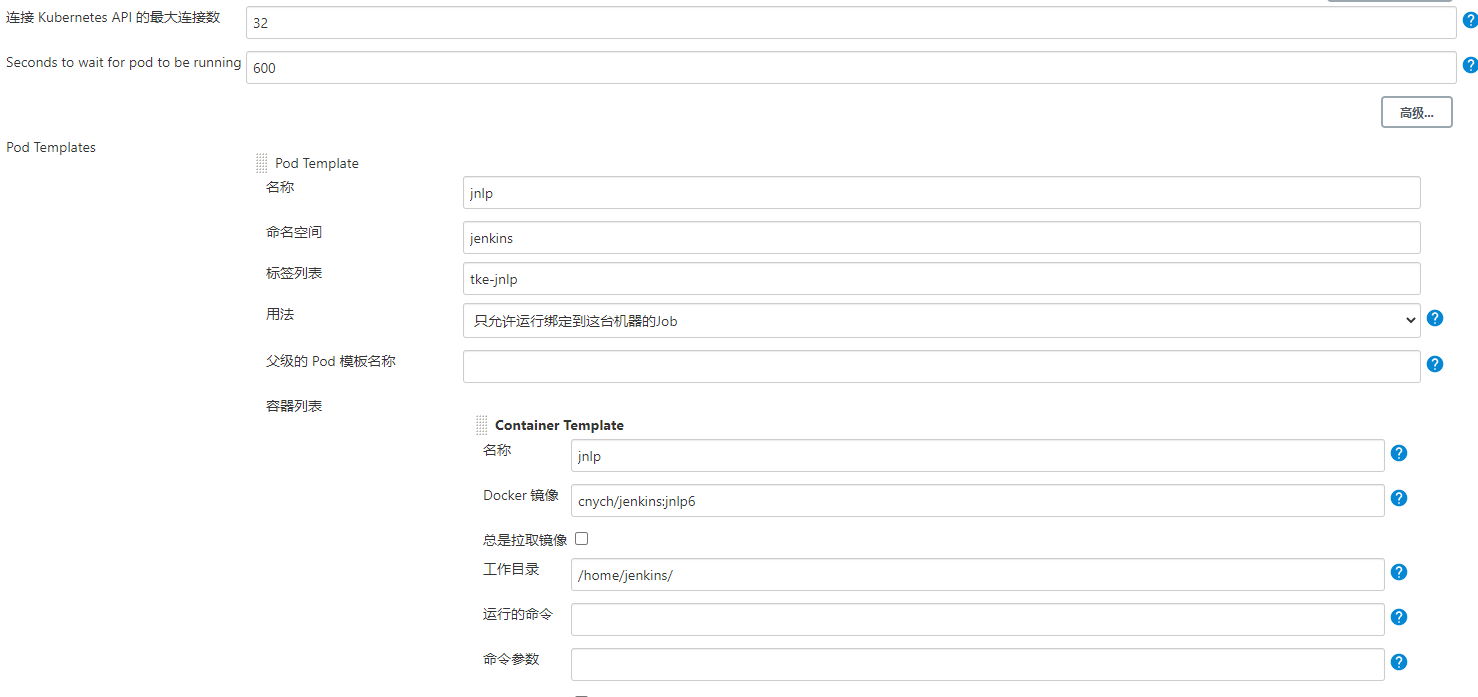 连接 Kubernetes API 的最大连接数
32
Seconds to wait for pod to be running
600
高级...
Pod Templates
Pod Template
名称
jnlp
命名空间
jenkins
标签列表
tke-jnlp
用法
只允许运行绑定到这台机器的Job
父级的 Pod 模板名称
容器列表
Container Template
名称
jnlp
Docker 镜像
cnych/jenkins:jnlp6
总是拉取镜像
工作目录
/home/jenkins/
运行的命令
命令参数